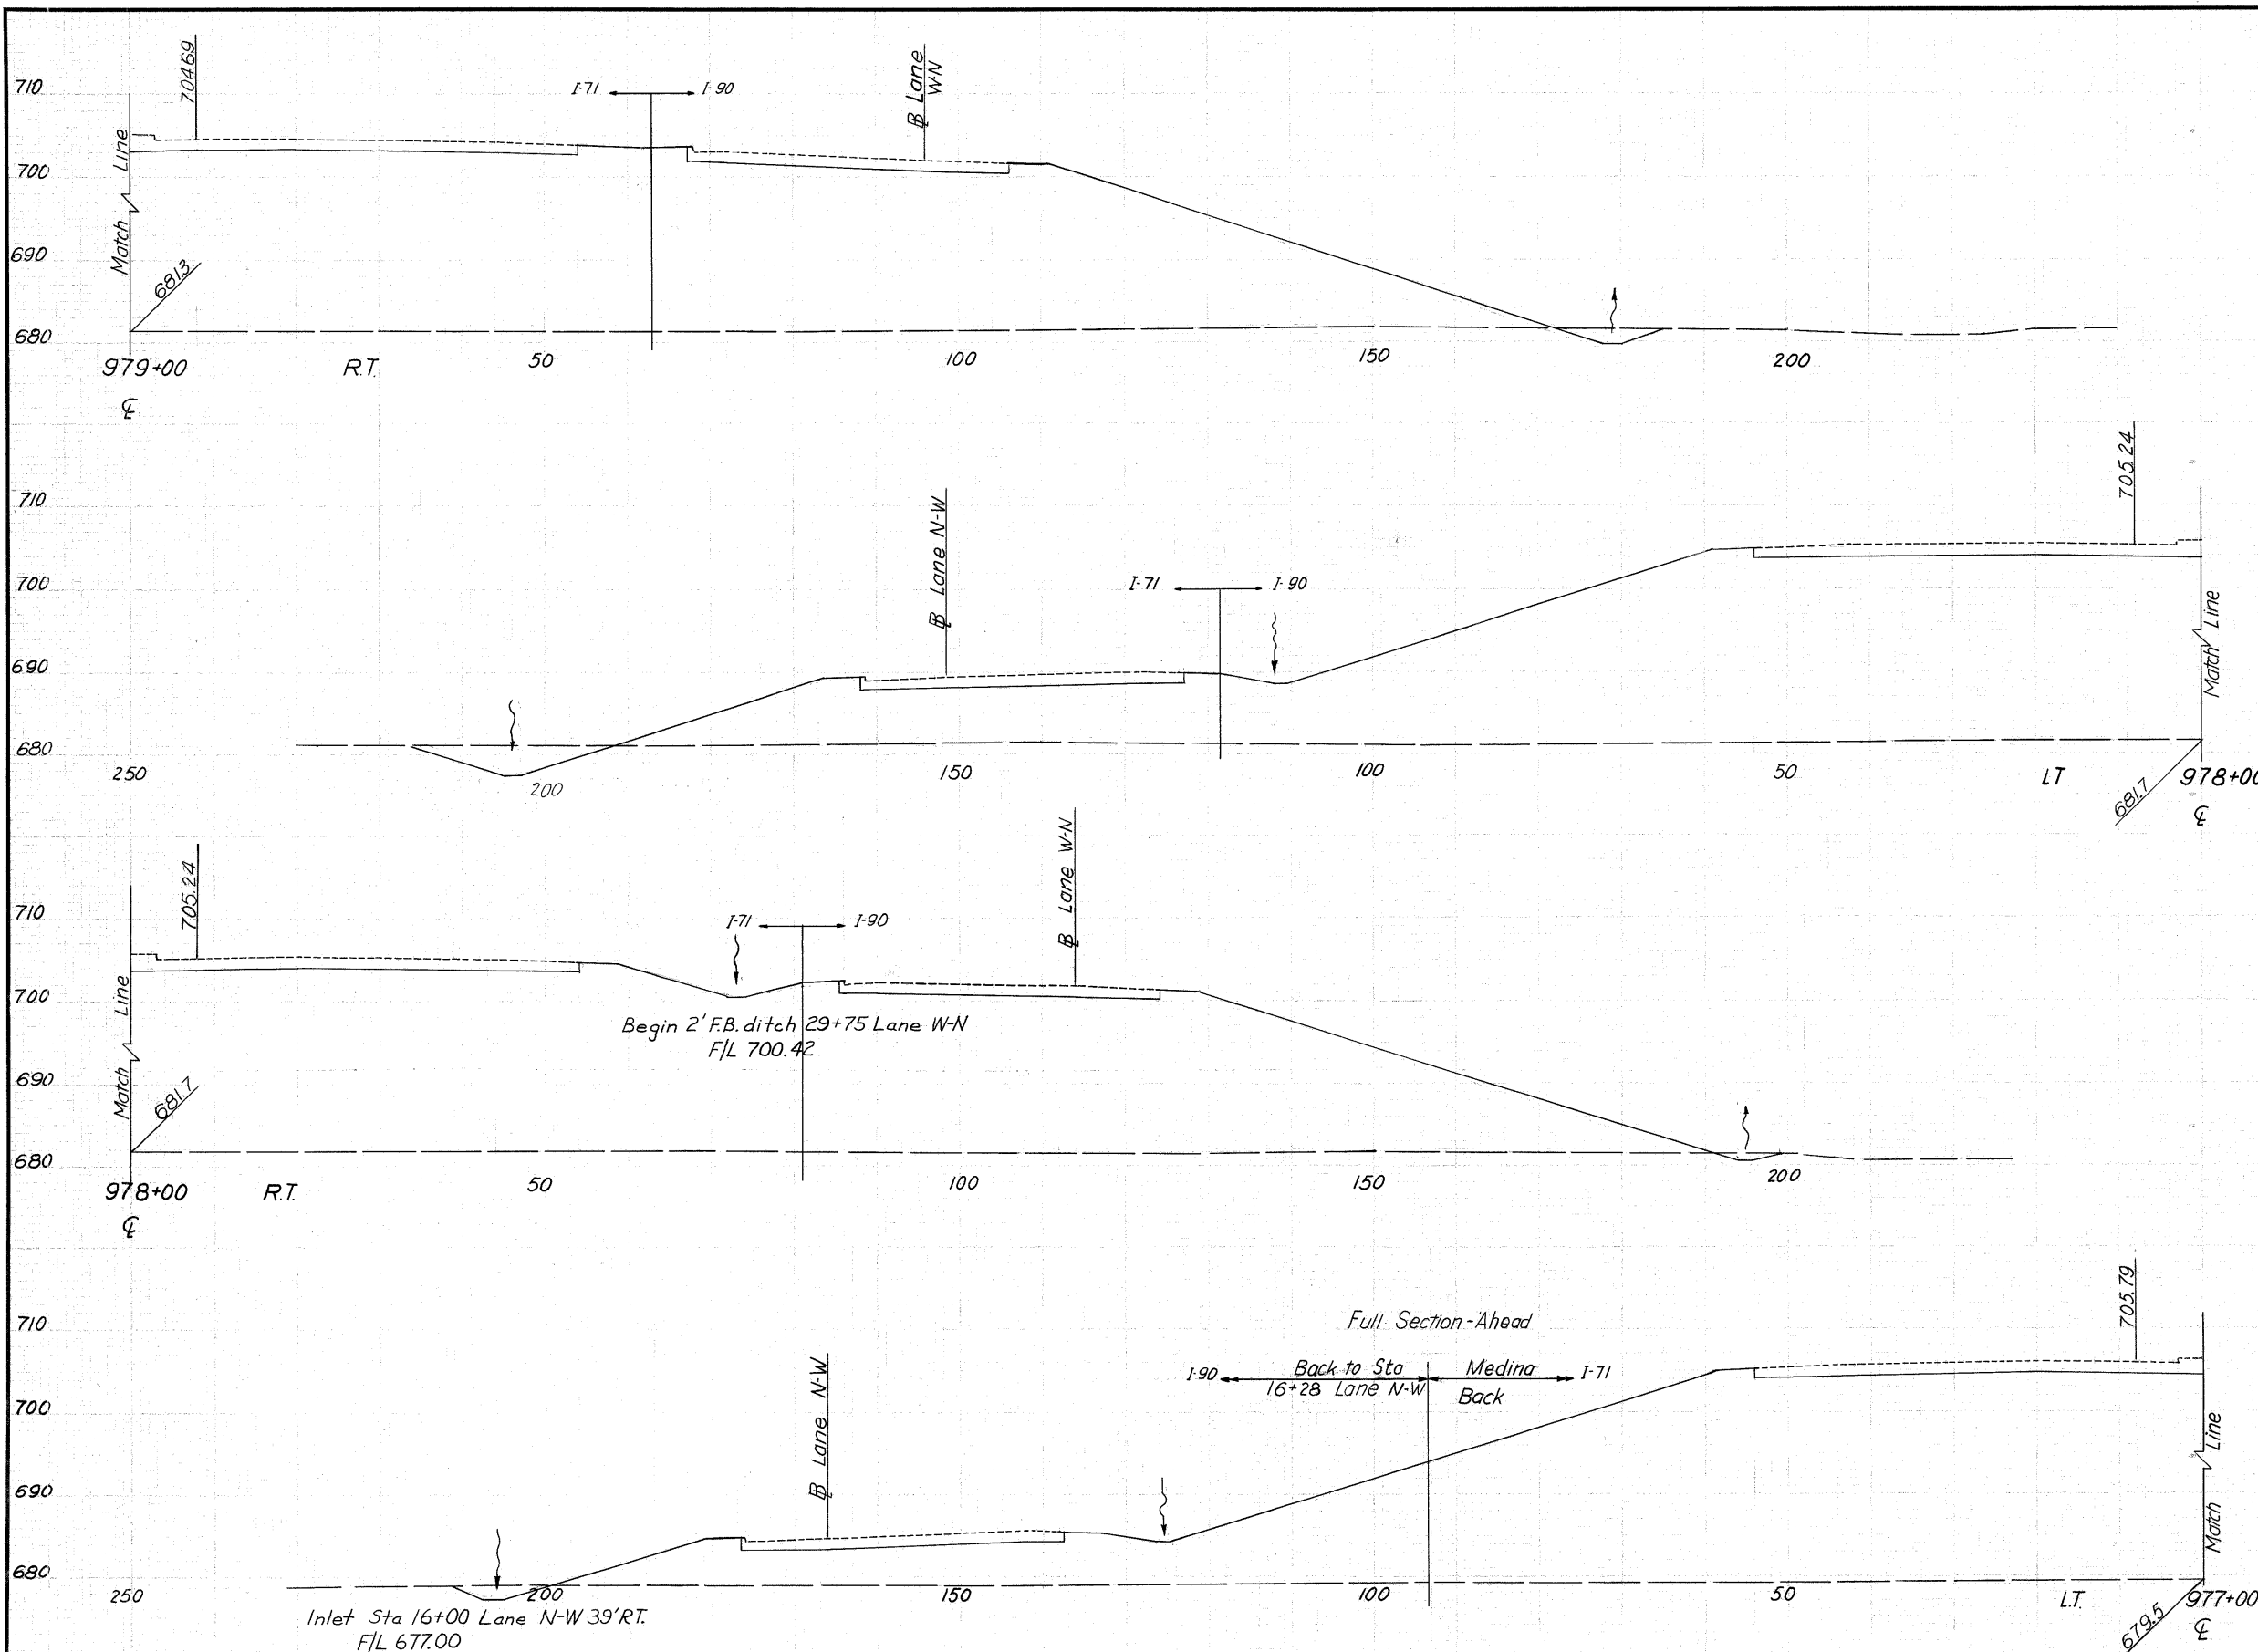 704.69
I-71 I-90
℄ Lane W-N
710
700
690
680
Match Line
681.3
979+00 R.T. 50 100 150 200
℄
705.24
℄ Lane N-W
I-71 I-90
710
700
690
680
Match Line
250 200 150 100 50 LT 978+00
681.7
℄
705.24
℄ Lane W-N
I-71 I-90
710
700
690
680
Match Line
Begin 2' F.B. ditch 29+75 Lane W-N
F/L 700.42
681.7
978+00 R.T. 50 100 150 200
℄
705.79
Full Section-Ahead
I-90 Back to Sta Medina I-71
16+28 Lane N-W Back
℄ Lane N-W
710
700
690
680
Match Line
250 200 150 100 50 L.T. 977+00
Inlet Sta 16+00 Lane N-W 39' RT.
F/L 677.00
679.5
℄